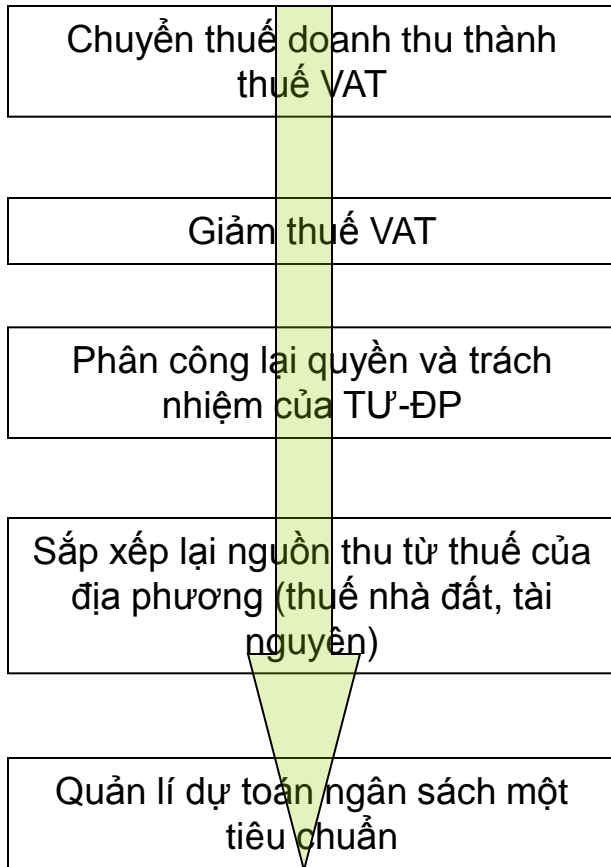 Chuyển thuế doanh thu thành
thuế VAT
Giảm thuế VAT
Phân công lại quyền và trách
nhiệm của TƯ-ĐP
Sắp xếp lại nguồn thu từ thuế của
địa phương (thuế nhà đất, tài
nguyên)
Quản lí dự toán ngân sách một
tiêu chuẩn